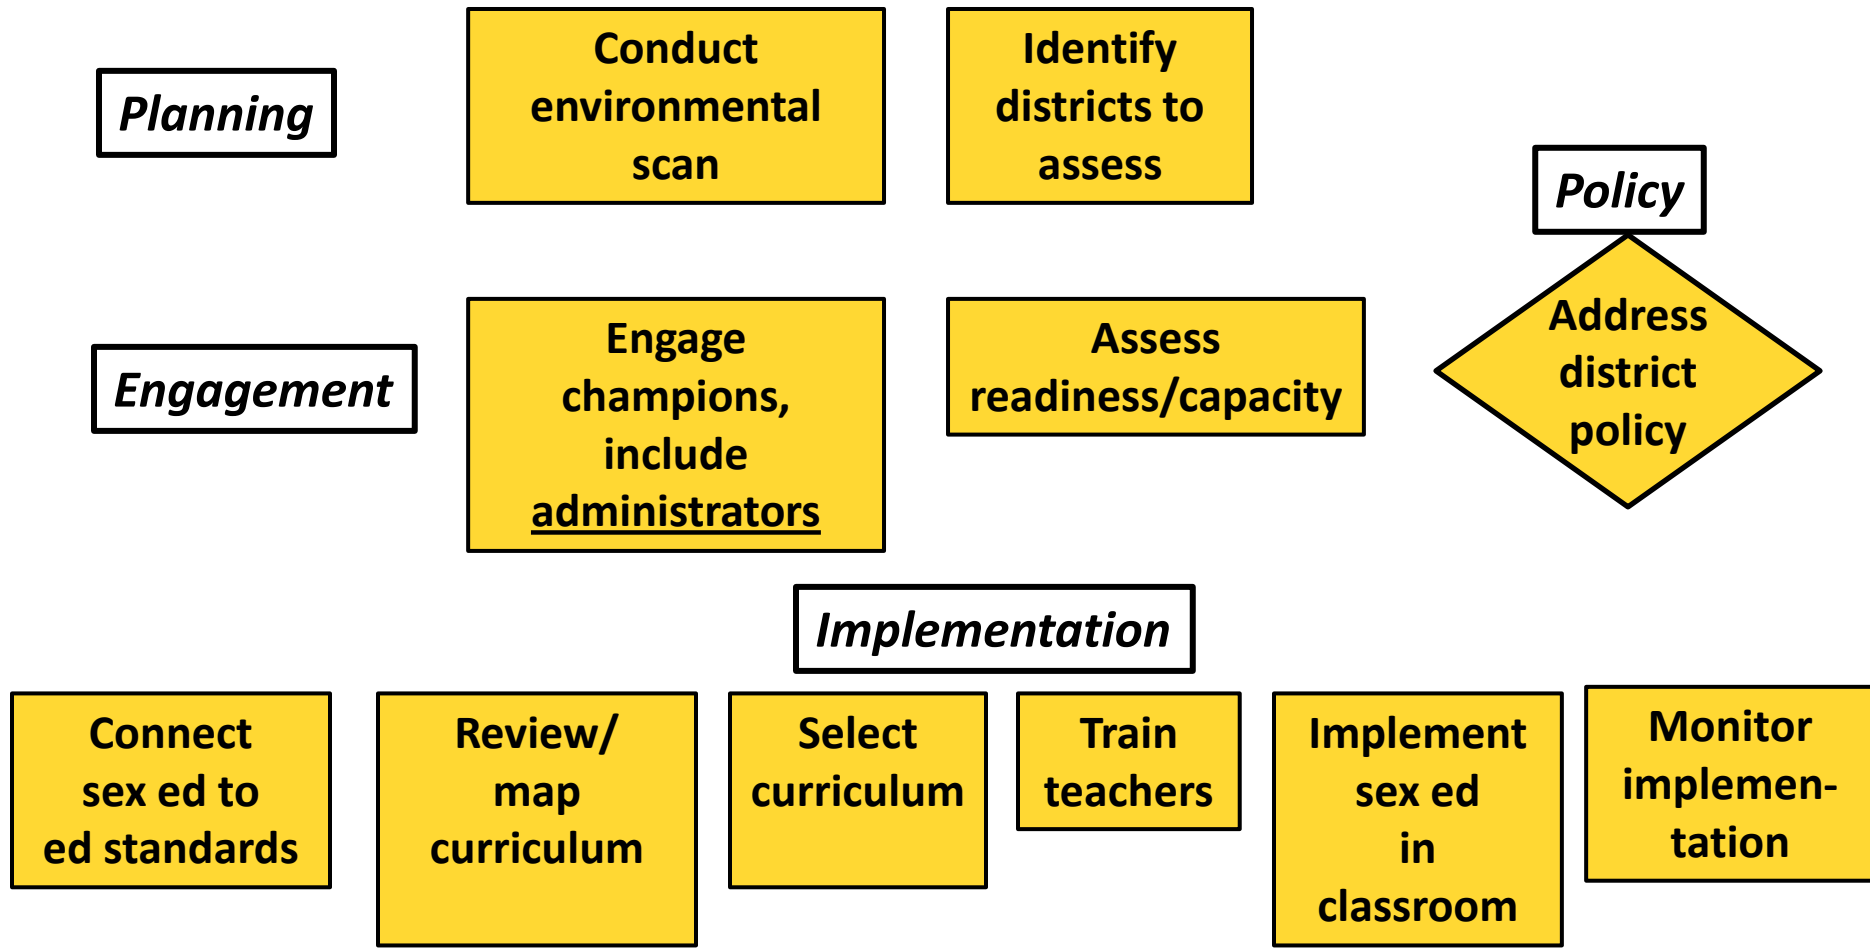 Planning
Conduct
environmental
scan
Identify
districts to
assess
Policy
Address
district
policy
Engagement
Engage
champions,
include
administrators
Assess
readiness/capacity
Implementation
Connect
sex ed to
ed standards
Review/
map
curriculum
Select
curriculum
Train
teachers
Implement
sex ed
in
classroom
Monitor
implemen-
tation